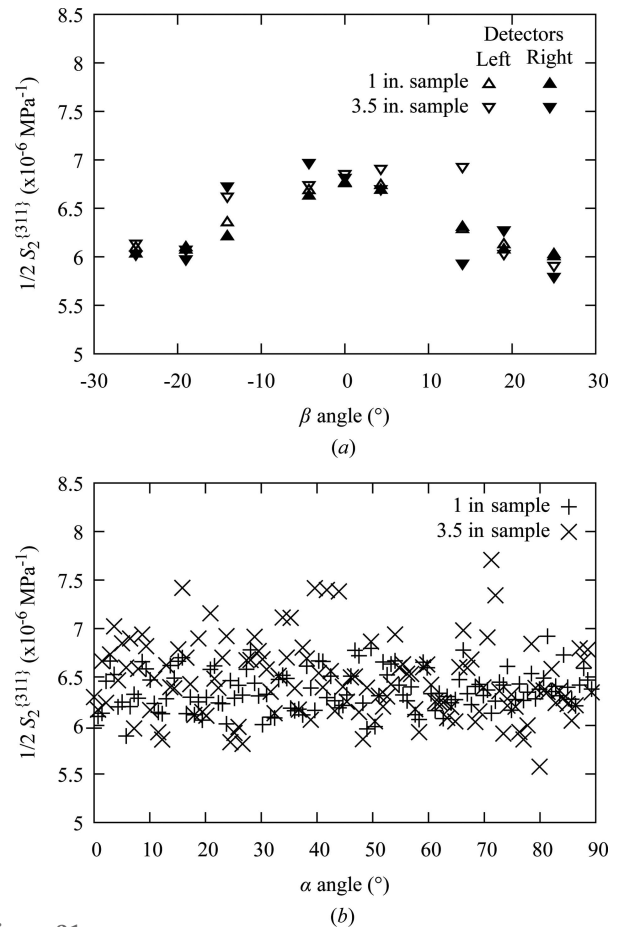 8.5
8
7.5
7
6.5
6
5.5
5
1/2 S₂{311} (x10⁻⁶ MPa⁻¹)
Detectors
Left Right
1 in. sample
3.5 in. sample
-30 -20 -10 0 10 20 30
β angle (°)
(a)
8.5
8
7.5
7
6.5
6
5.5
5
1/2 S₂{311} (x10⁻⁶ MPa⁻¹)
1 in sample
3.5 in sample
0 10 20 30 40 50 60 70 80 90
α angle (°)
(b)